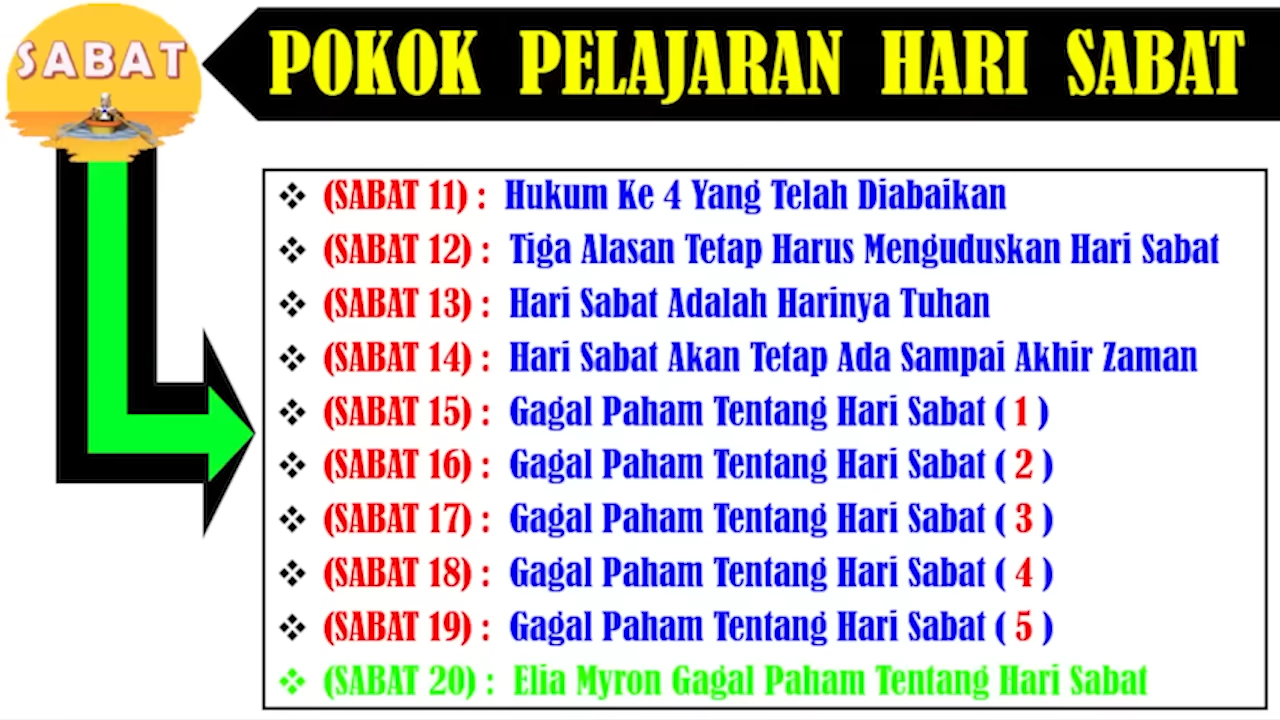 SABAT
POKOK PELAJARAN HARI SABAT
(SABAT 11) : Hukum Ke 4 Yang Telah Diabaikan
(SABAT 12) : Tiga Alasan Tetap Harus Menguduskan Hari Sabat
(SABAT 13) : Hari Sabat Adalah Harinya Tuhan
(SABAT 14) : Hari Sabat Akan Tetap Ada Sampai Akhir Zaman
(SABAT 15) : Gagal Paham Tentang Hari Sabat ( 1 )
(SABAT 16) : Gagal Paham Tentang Hari Sabat ( 2 )
(SABAT 17) : Gagal Paham Tentang Hari Sabat ( 3 )
(SABAT 18) : Gagal Paham Tentang Hari Sabat ( 4 )
(SABAT 19) : Gagal Paham Tentang Hari Sabat ( 5 )
(SABAT 20) : Elia Myron Gagal Paham Tentang Hari Sabat